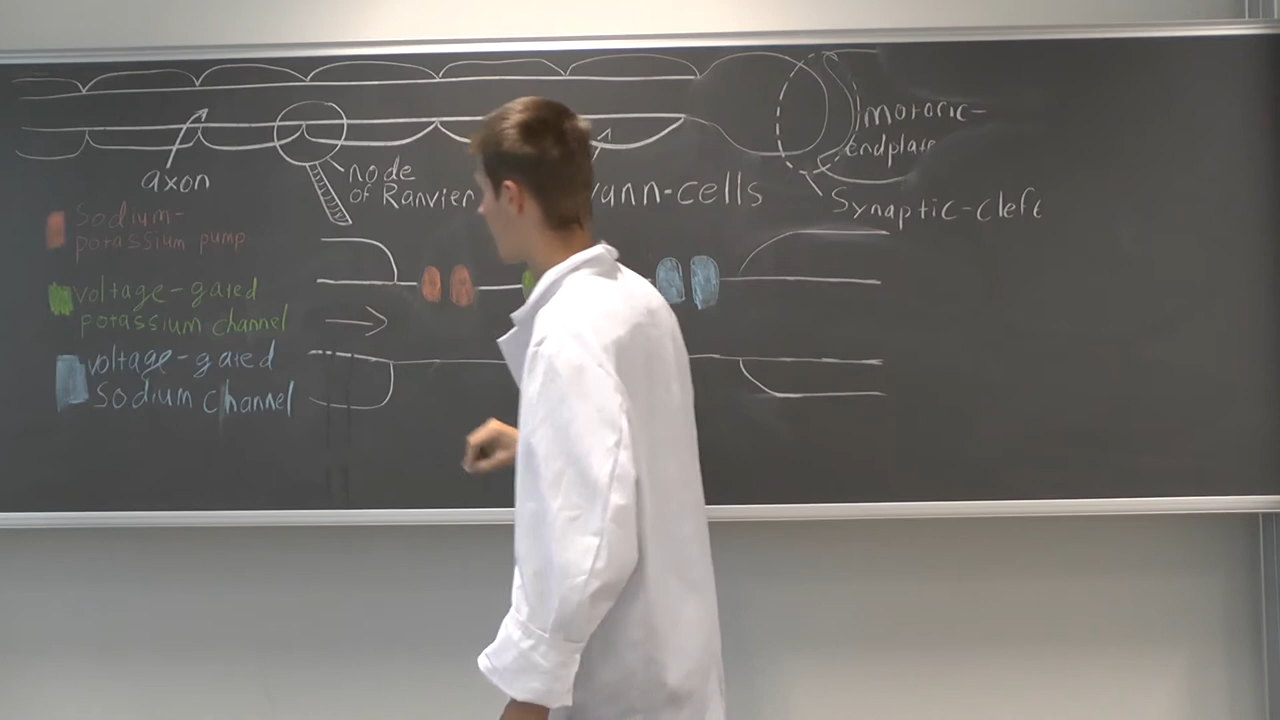 motoric-
endplate
axon
node
of Ranvier
wann-cells
Synaptic-cleft
Sodium-
potassium pump
voltage-gated
potassium channel
voltage-gated
Sodium channel